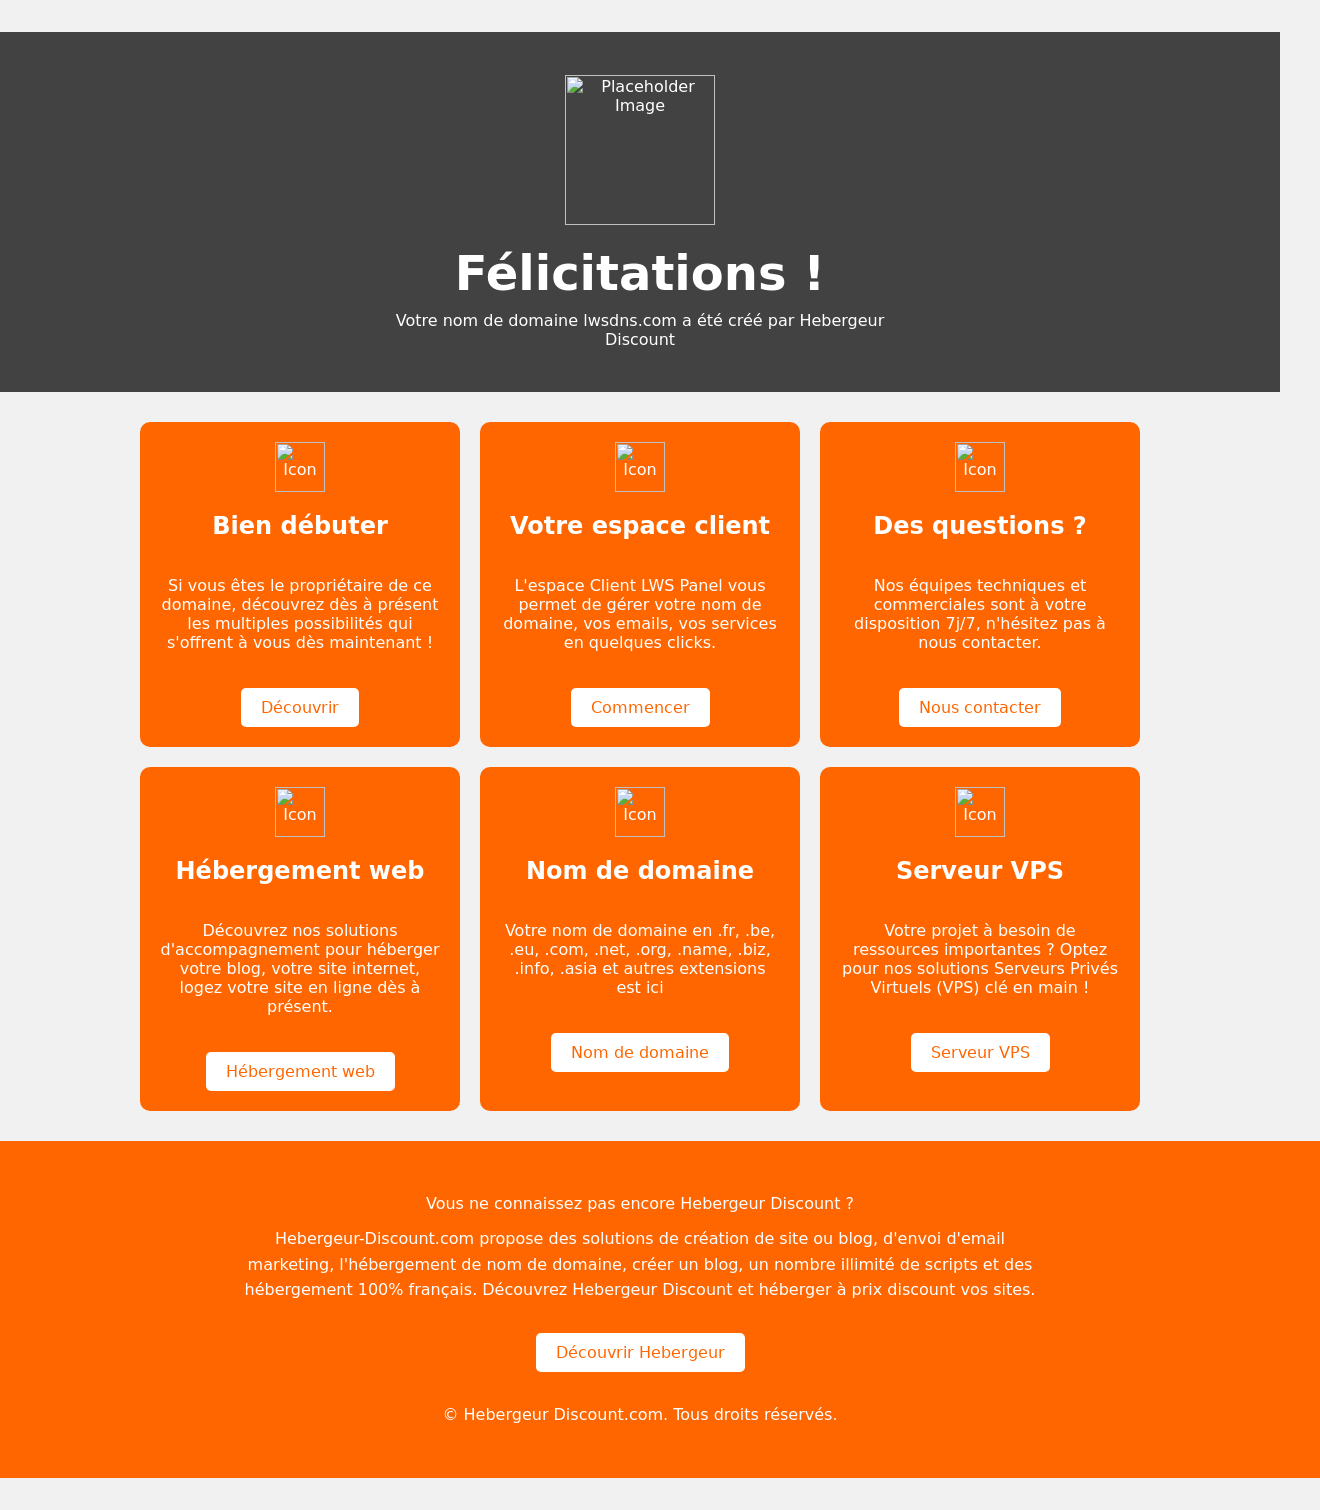 Placeholder
Image
Félicitations !
Votre nom de domaine lwsdns.com a été créé par Hebergeur
Discount
Icon
Bien débuter
Si vous êtes le propriétaire de ce
domaine, découvrez dès à présent
les multiples possibilités qui
s'offrent à vous dès maintenant !
Découvrir
Icon
Votre espace client
L'espace Client LWS Panel vous
permet de gérer votre nom de
domaine, vos emails, vos services
en quelques clicks.
Commencer
Icon
Des questions ?
Nos équipes techniques et
commerciales sont à votre
disposition 7j/7, n'hésitez pas à
nous contacter.
Nous contacter
Icon
Hébergement web
Découvrez nos solutions
d'accompagnement pour héberger
votre blog, votre site internet,
logez votre site en ligne dès à
présent.
Hébergement web
Icon
Nom de domaine
Votre nom de domaine en .fr, .be,
.eu, .com, .net, .org, .name, .biz,
.info, .asia et autres extensions
est ici
Nom de domaine
Icon
Serveur VPS
Votre projet à besoin de
ressources importantes ? Optez
pour nos solutions Serveurs Privés
Virtuels (VPS) clé en main !
Serveur VPS
Vous ne connaissez pas encore Hebergeur Discount ?
Hebergeur-Discount.com propose des solutions de création de site ou blog, d'envoi d'email
marketing, l'hébergement de nom de domaine, créer un blog, un nombre illimité de scripts et des
hébergement 100% français. Découvrez Hebergeur Discount et héberger à prix discount vos sites.
Découvrir Hebergeur
© Hebergeur Discount.com. Tous droits réservés.